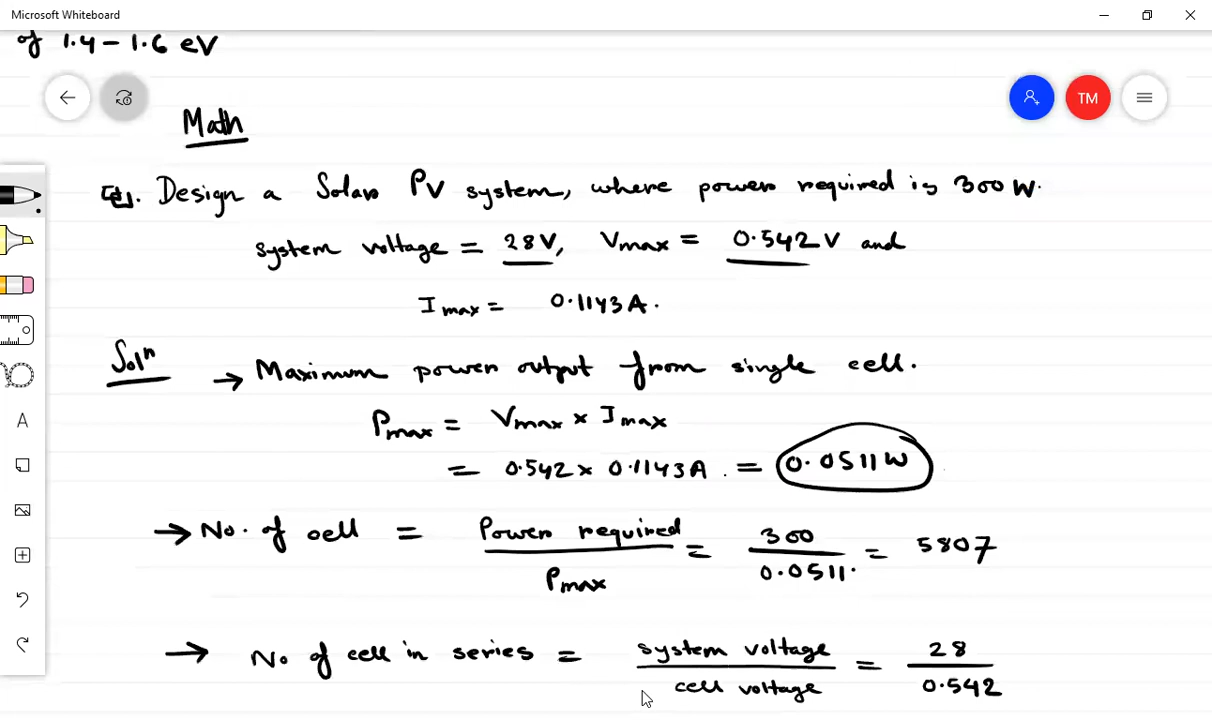 Microsoft Whiteboard
of 1.4 - 1.6 eV
TM
Math
Design a Solar PV system, where power required is 300 W.
system voltage = 28V, Vmax = 0.542 V and
Imax = 0.1143 A.
Solⁿ
→ Maximum power output from single cell.
Pmax = Vmax × Imax
= 0.542 × 0.1143A. = 0.0511W
→ No. of cell = Power required / Pmax = 300 / 0.0511. = 5807
→ No of cell in series = system voltage / cell voltage = 28 / 0.542
A